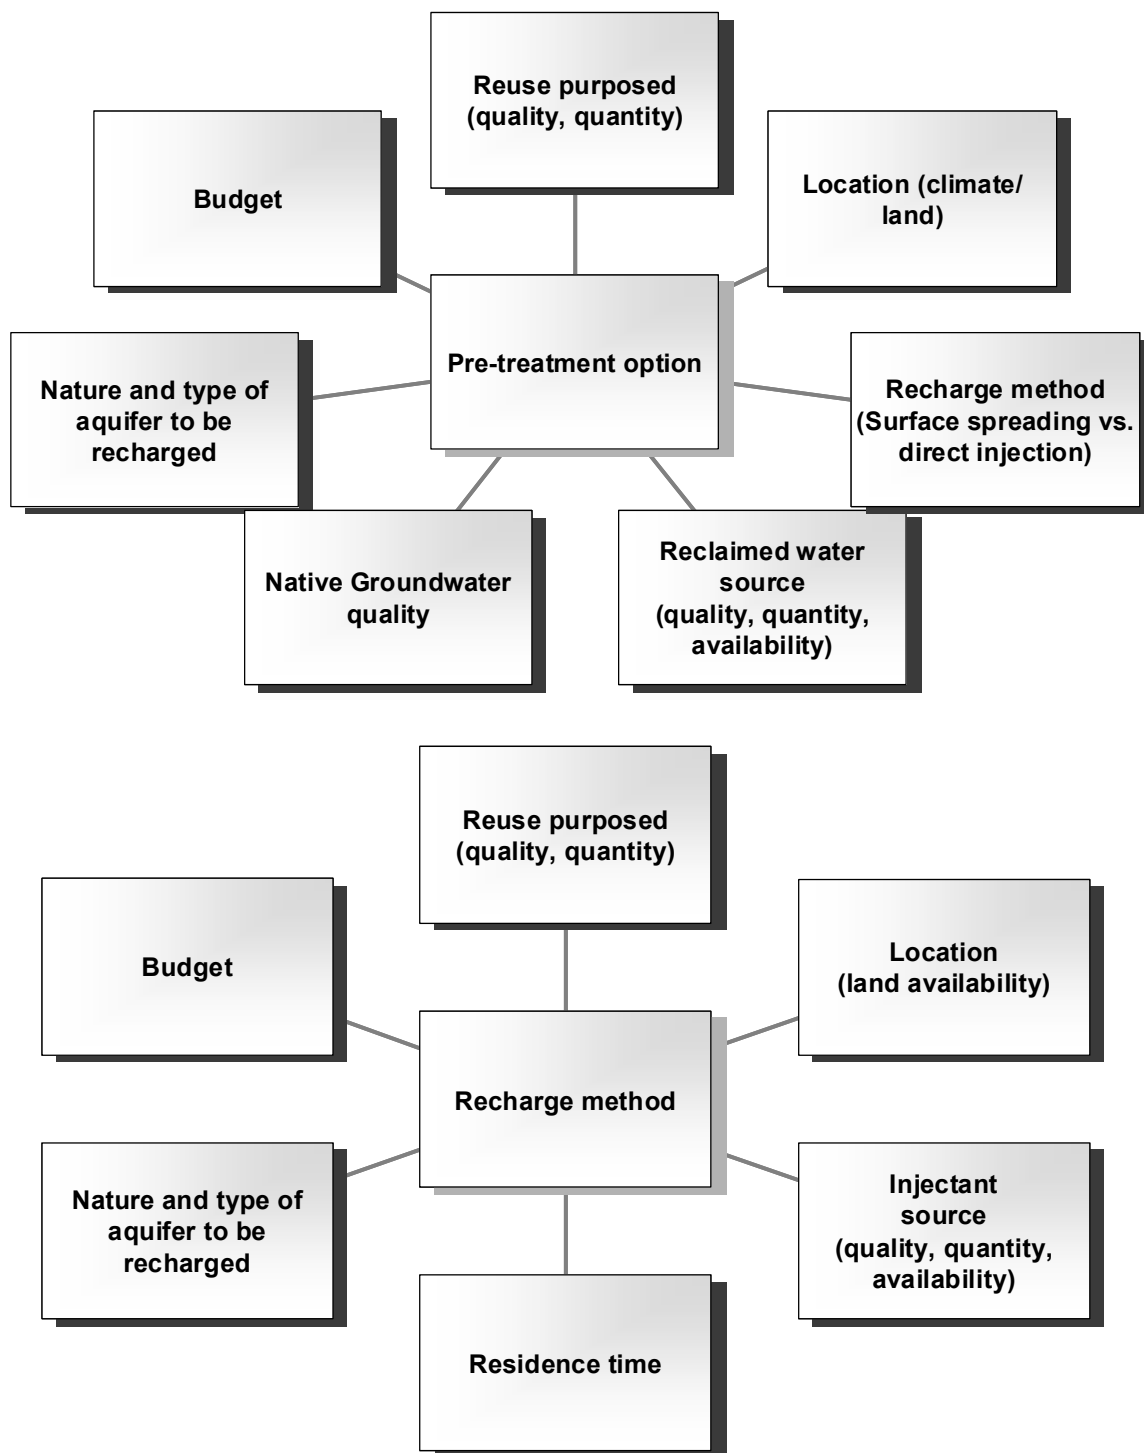 Reuse purposed
(quality, quantity)
Budget
Location (climate/
land)
Pre-treatment option
Nature and type of
aquifer to be
recharged
Recharge method
(Surface spreading vs.
direct injection)
Native Groundwater
quality
Reclaimed water
source
(quality, quantity,
availability)
Reuse purposed
(quality, quantity)
Budget
Location
(land availability)
Recharge method
Nature and type of
aquifer to be
recharged
Injectant
source
(quality, quantity,
availability)
Residence time